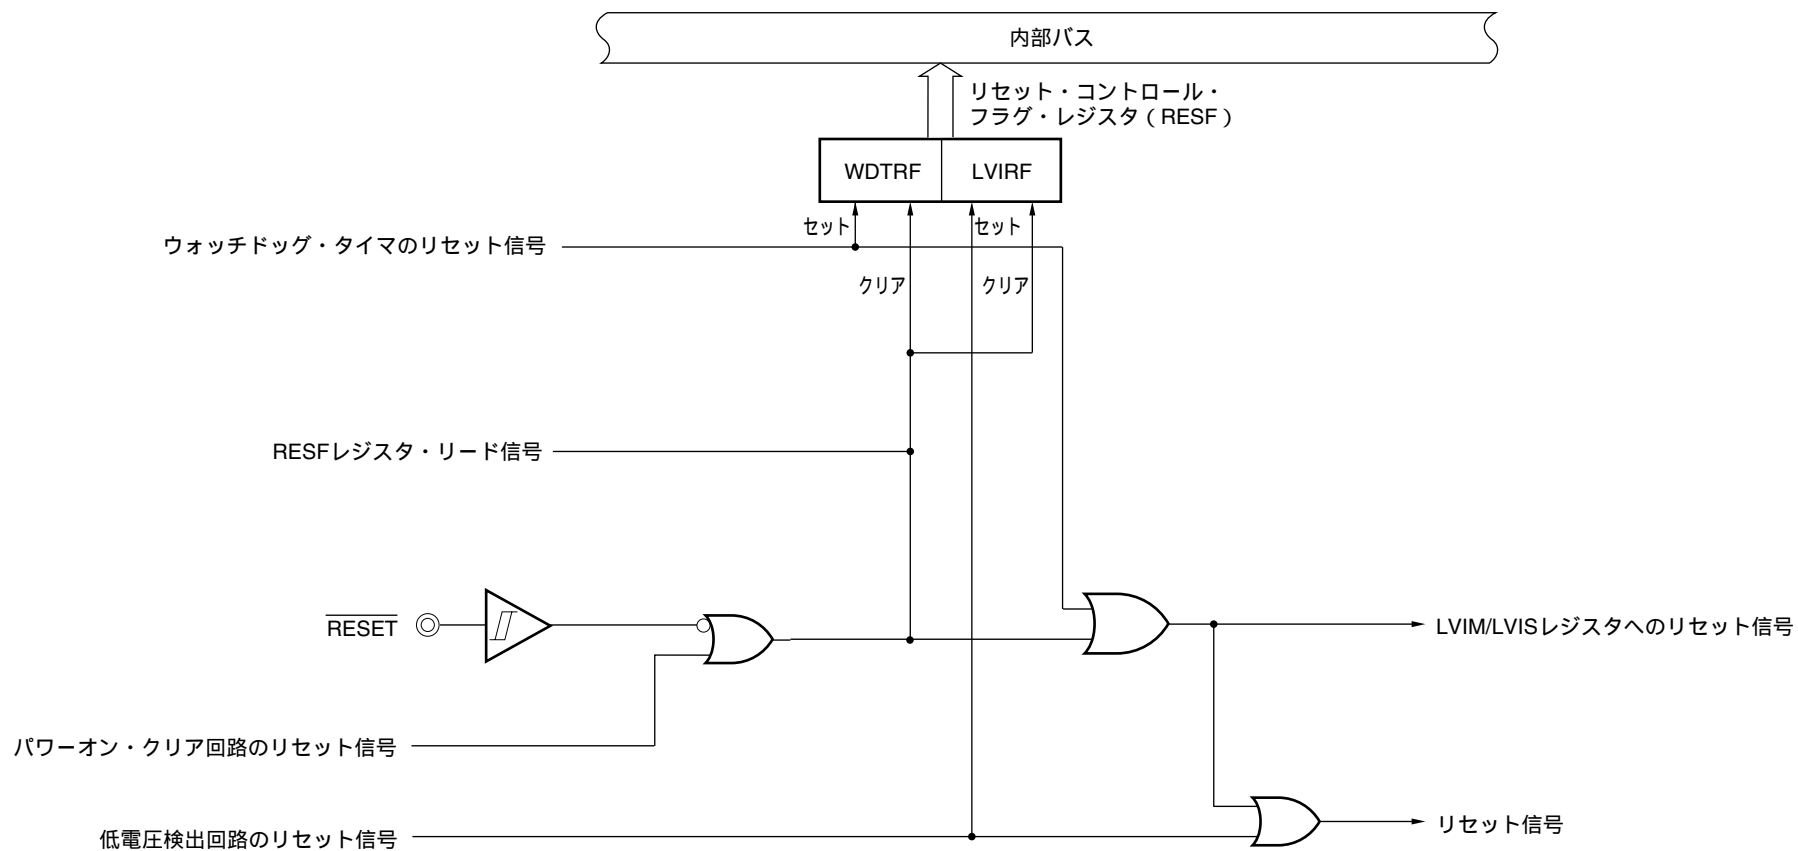 内部バス
リセット・コントロール・
フラグ・レジスタ（RESF）
WDTRF
LVIRF
セット
セット
ウォッチドッグ・タイマのリセット信号
クリア
クリア
RESFレジスタ・リード信号
RESET
LVIM/LVISレジスタへのリセット信号
パワーオン・クリア回路のリセット信号
低電圧検出回路のリセット信号
リセット信号